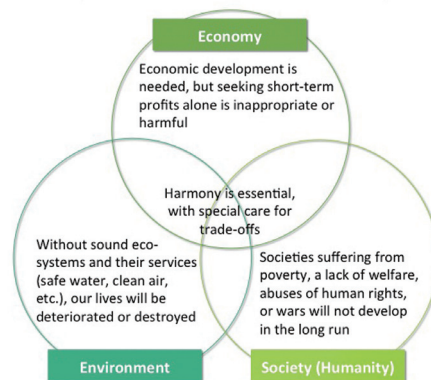 Economy
Economic development is
needed, but seeking short-term
profits alone is inappropriate or
harmful
Harmony is essential,
with special care for
trade-offs
Without sound eco-
systems and their services
(safe water, clean air,
etc.), our lives will be
deteriorated or destroyed
Societies suffering from
poverty, a lack of welfare,
abuses of human rights,
or wars will not develop
in the long run
Environment
Society (Humanity)